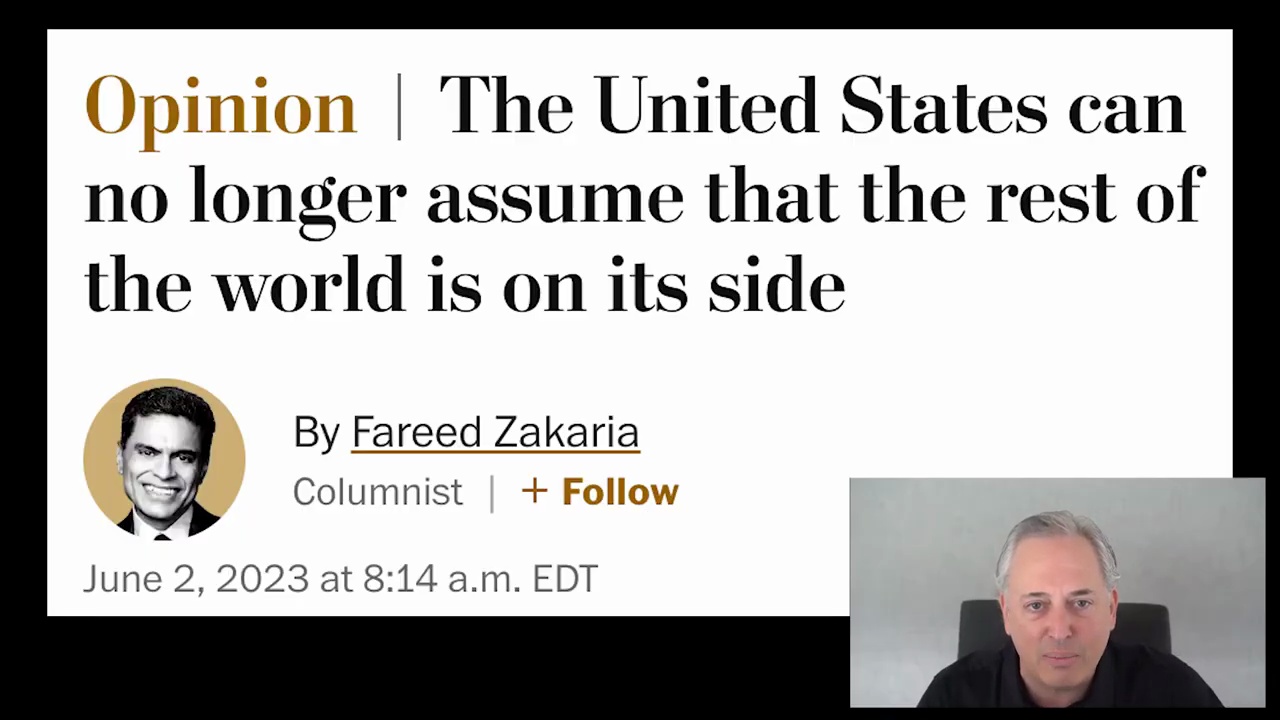 Opinion | The United States can
no longer assume that the rest of
the world is on its side
By Fareed Zakaria
Columnist | + Follow
June 2, 2023 at 8:14 a.m. EDT